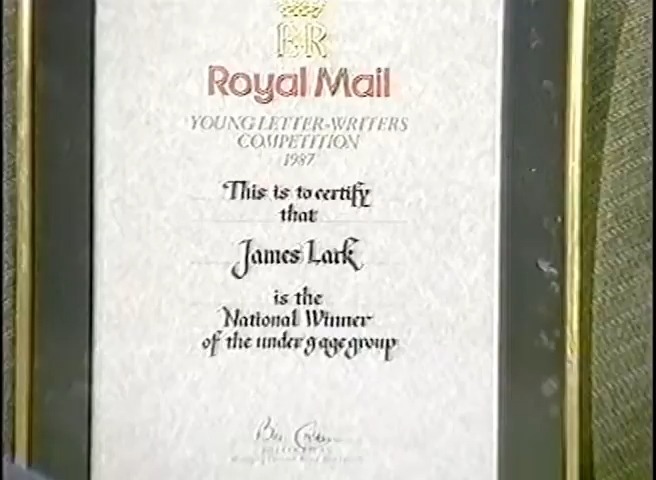 ER
Royal Mail
YOUNG LETTER-WRITERS
COMPETITION
1987
This is to certify
that
James Lark
is the
National Winner
of the under 9 age group